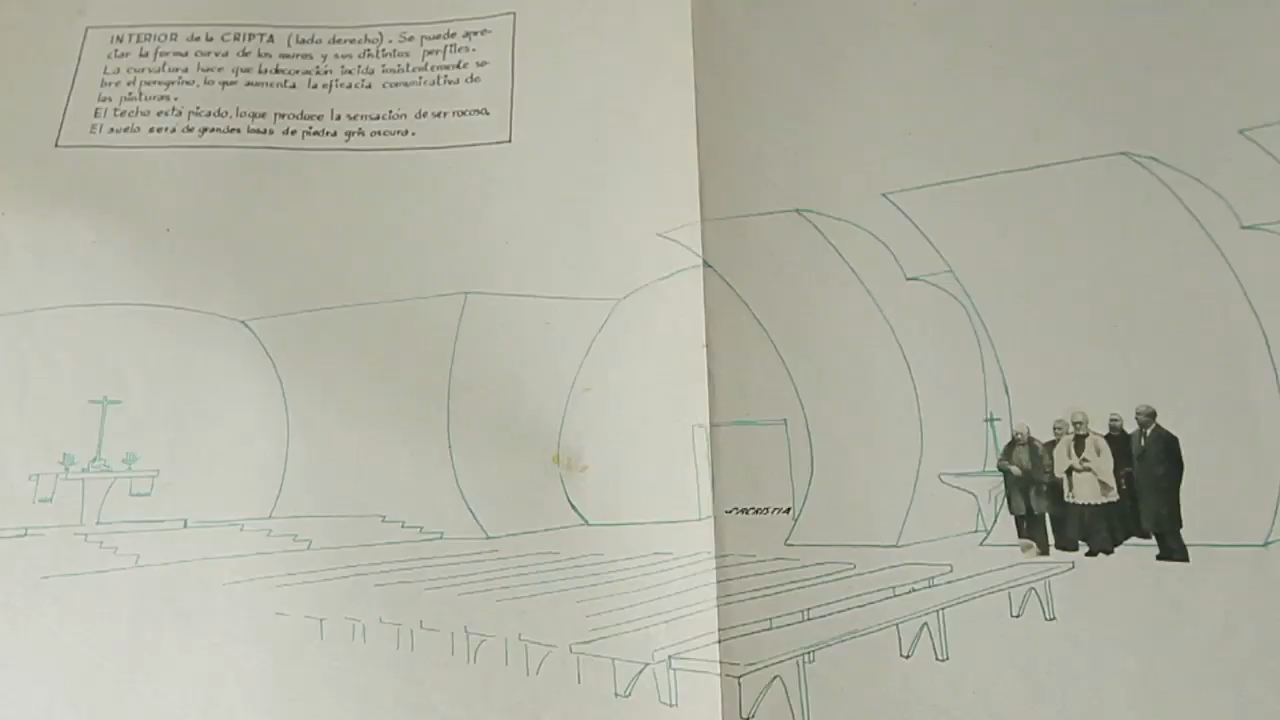 INTERIOR de la CRIPTA (lado derecho). Se puede apre-
ciar la forma curva de los muros y sus distintos perfiles.
La curvatura hace que la decoración incida insistentemente so-
bre el peregrino, lo que aumenta la eficacia comunicativa de
las pinturas.
El techo está picado, lo que produce la sensación de ser rocoso.
El suelo será de grandes losas de piedra gris oscuro.
SACRISTIA